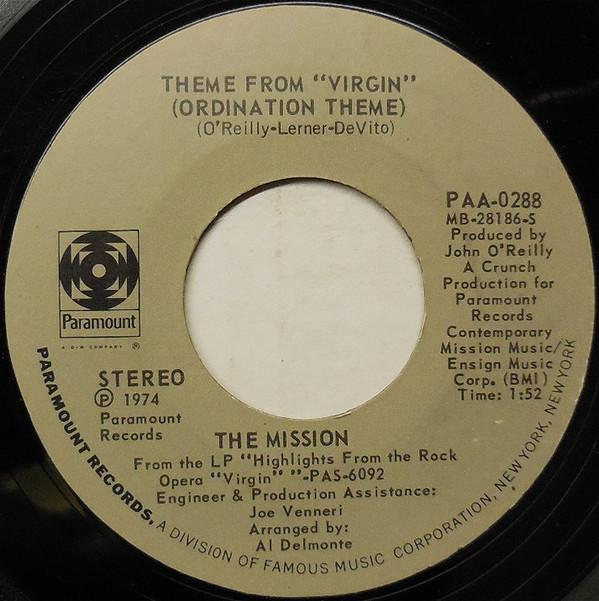 THEME FROM "VIRGIN"
(ORDINATION THEME)
(O'Reilly-Lerner-DeVito)
PAA-0288
MB-28186-S
Produced by
John O'Reilly
A Crunch
Production for
Paramount
Records
Contemporary
Mission Music/
Ensign Music
Corp. (BMI)
Time: 1:52
Paramount
A G+W COMPANY ®
STEREO
Ⓟ 1974
Paramount
Records
THE MISSION
From the LP "Highlights From the Rock
Opera "Virgin" "-PAS-6092
Engineer & Production Assistance:
Joe Venneri
Arranged by:
Al Delmonte
PARAMOUNT RECORDS, A DIVISION OF FAMOUS MUSIC CORPORATION, NEW YORK, NEW YORK